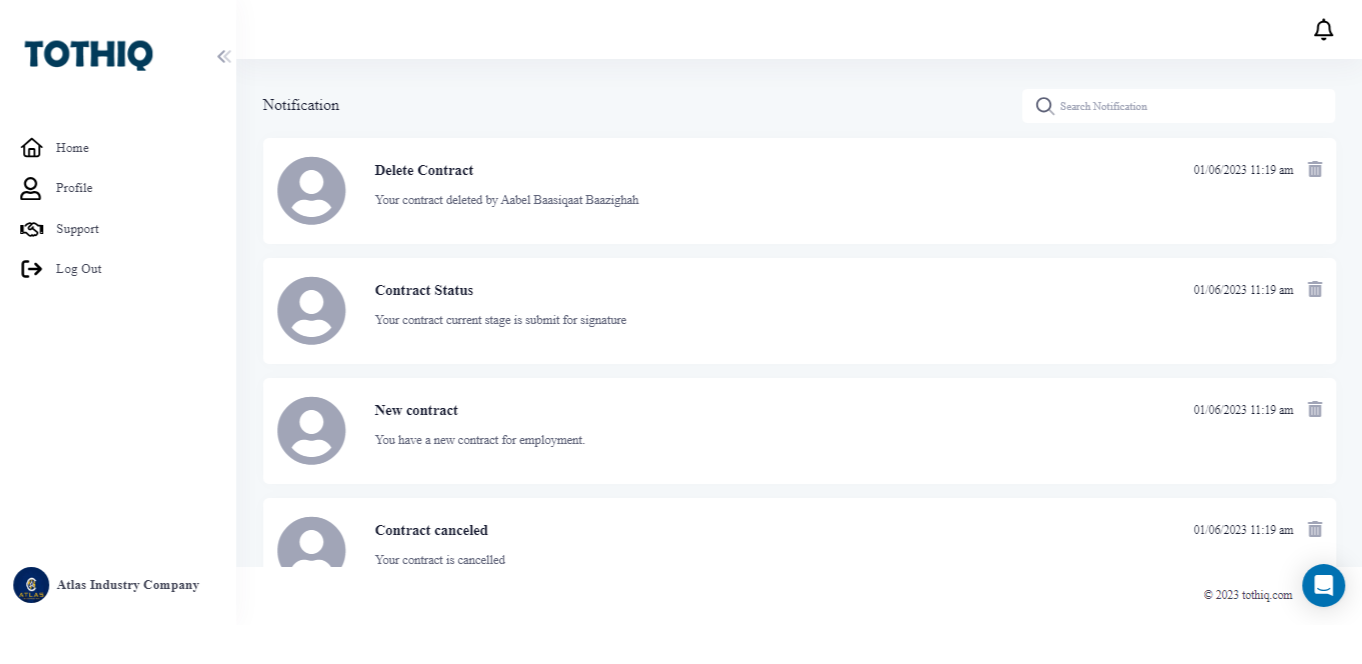 TOTHIQ
Home
Profile
Support
Log Out
Atlas Industry Company
ATLAS
Notification
Search Notification
Delete Contract
01/06/2023 11:19 am
Your contract deleted by Aabel Baasiqaat Baazighah
Contract Status
01/06/2023 11:19 am
Your contract current stage is submit for signature
New contract
01/06/2023 11:19 am
You have a new contract for employment.
Contract canceled
01/06/2023 11:19 am
Your contract is cancelled
© 2023 tothiq.com